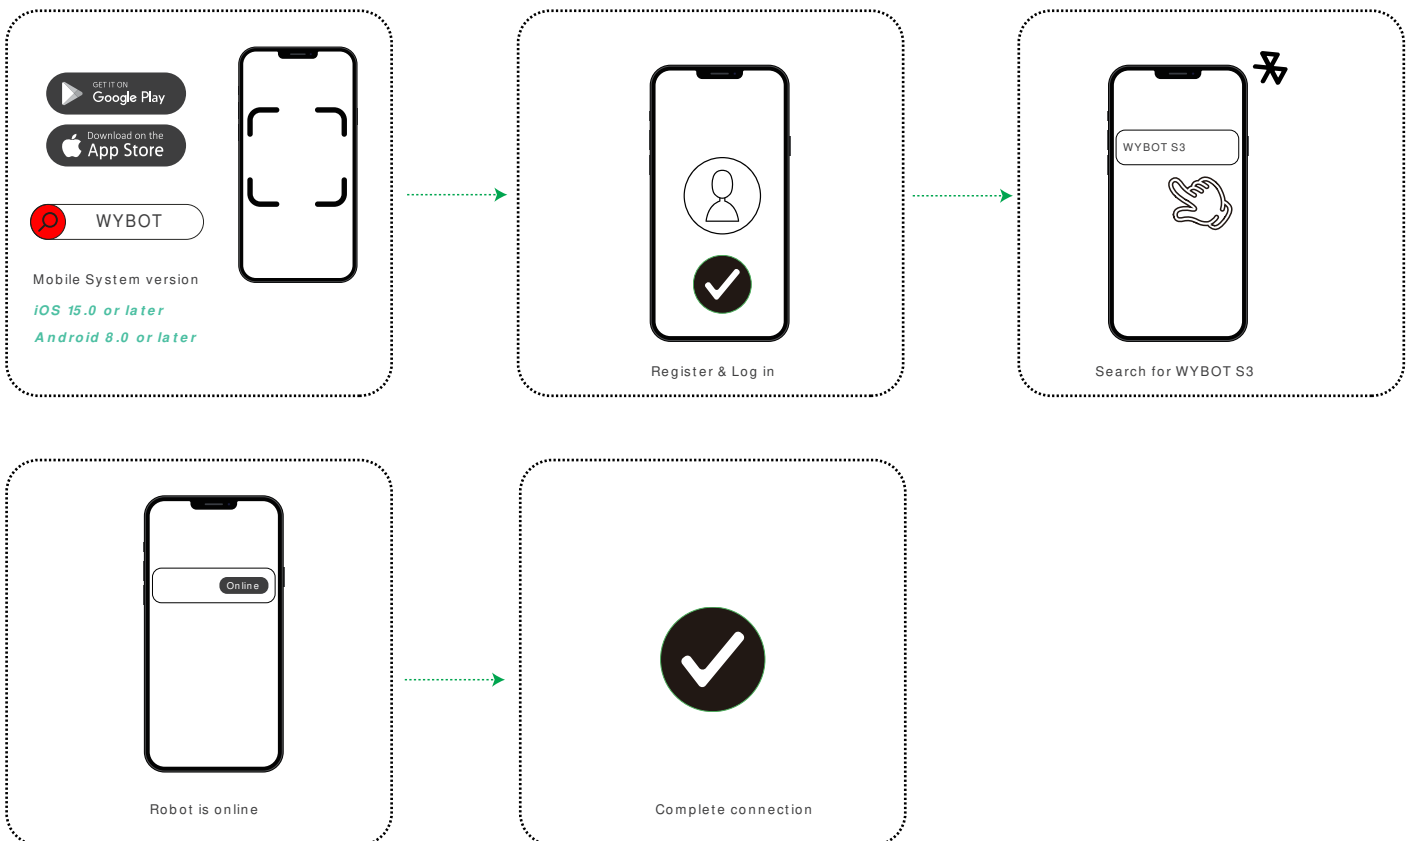 GET IT ON
Google Play
Download on the
App Store
WYBOT
Mobile System version
iOS 15.0 or later
Android 8.0 or later
Register & Log in
WYBOT S3
Search for WYBOT S3
Online
Robot is online
Complete connection